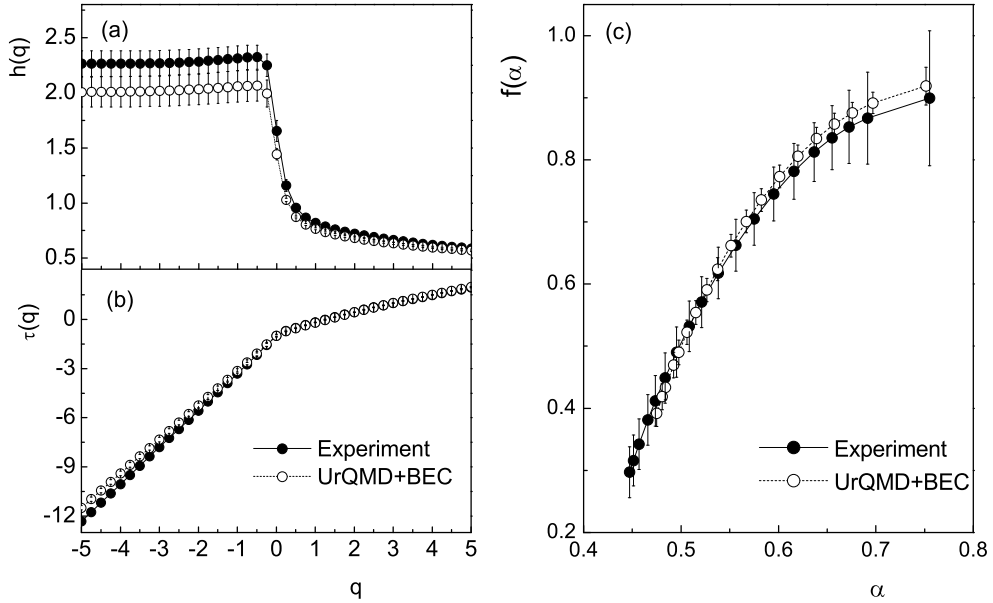 (a)
h(q)
2.5
2.0
1.5
1.0
0.5
(b)
τ(q)
0
-3
-6
-9
-12
Experiment
UrQMD+BEC
-5 -4 -3 -2 -1 0 1 2 3 4 5
q
(c)
f(α)
1.0
0.8
0.6
0.4
0.2
Experiment
UrQMD+BEC
0.4 0.5 0.6 0.7 0.8
α